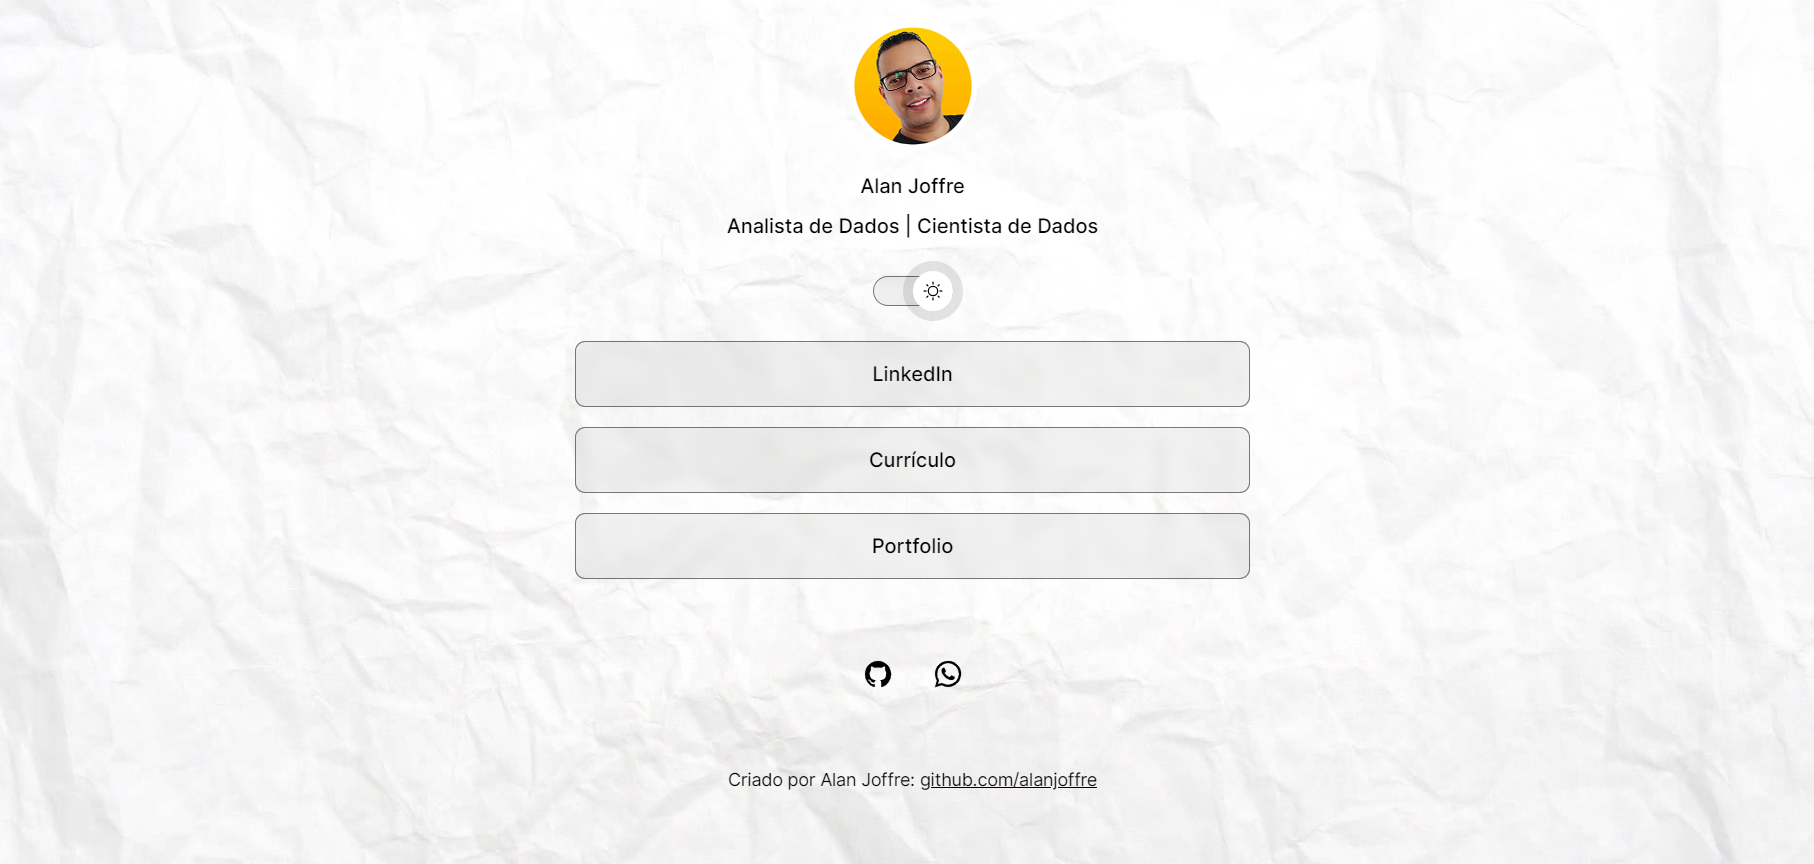 Alan Joffre
Analista de Dados | Cientista de Dados
LinkedIn
Currículo
Portfolio
Criado por Alan Joffre: github.com/alanjoffre